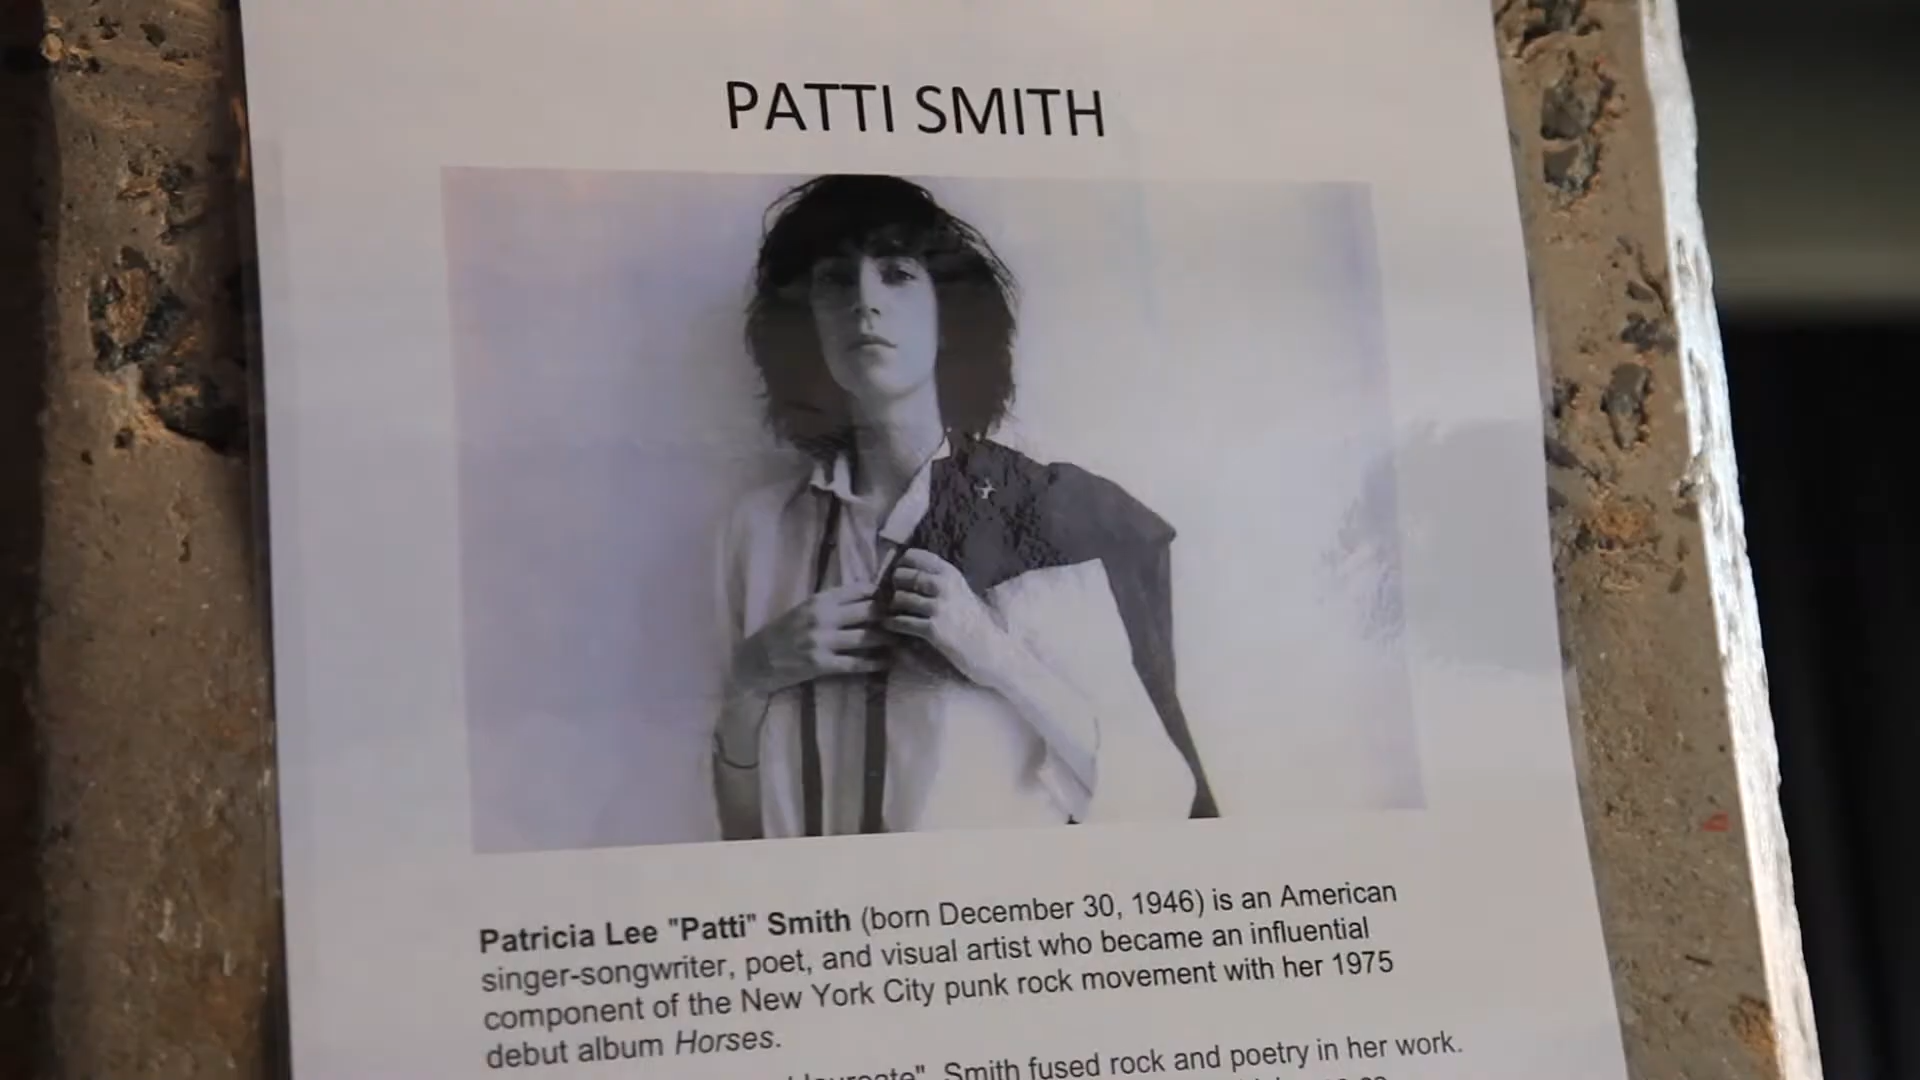 PATTI SMITH
Patricia Lee "Patti" Smith (born December 30, 1946) is an American
singer-songwriter, poet, and visual artist who became an influential
component of the New York City punk rock movement with her 1975
debut album Horses.
Smith fused rock and poetry in her work.